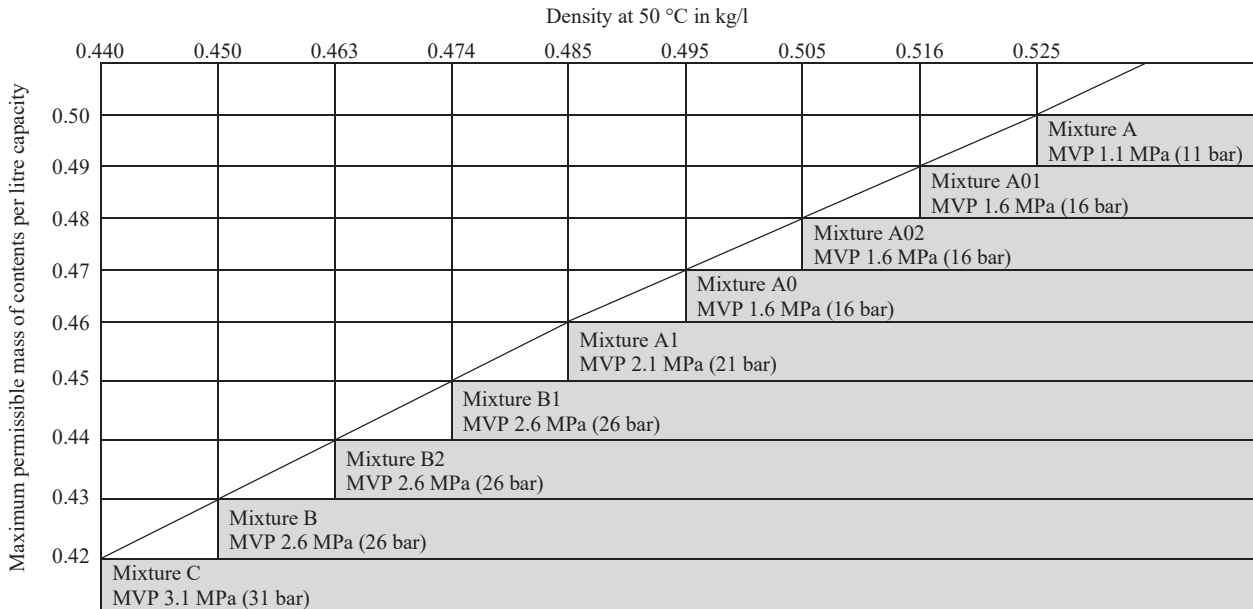 Density at 50 °C in kg/l
0.440 0.450 0.463 0.474 0.485 0.495 0.505 0.516 0.525
Maximum permissible mass of contents per litre capacity
0.50
Mixture A
MVP 1.1 MPa (11 bar)
0.49
Mixture A01
MVP 1.6 MPa (16 bar)
0.48
Mixture A02
MVP 1.6 MPa (16 bar)
0.47
Mixture A0
MVP 1.6 MPa (16 bar)
0.46
Mixture A1
MVP 2.1 MPa (21 bar)
0.45
Mixture B1
MVP 2.6 MPa (26 bar)
0.44
Mixture B2
MVP 2.6 MPa (26 bar)
0.43
Mixture B
MVP 2.6 MPa (26 bar)
0.42
Mixture C
MVP 3.1 MPa (31 bar)